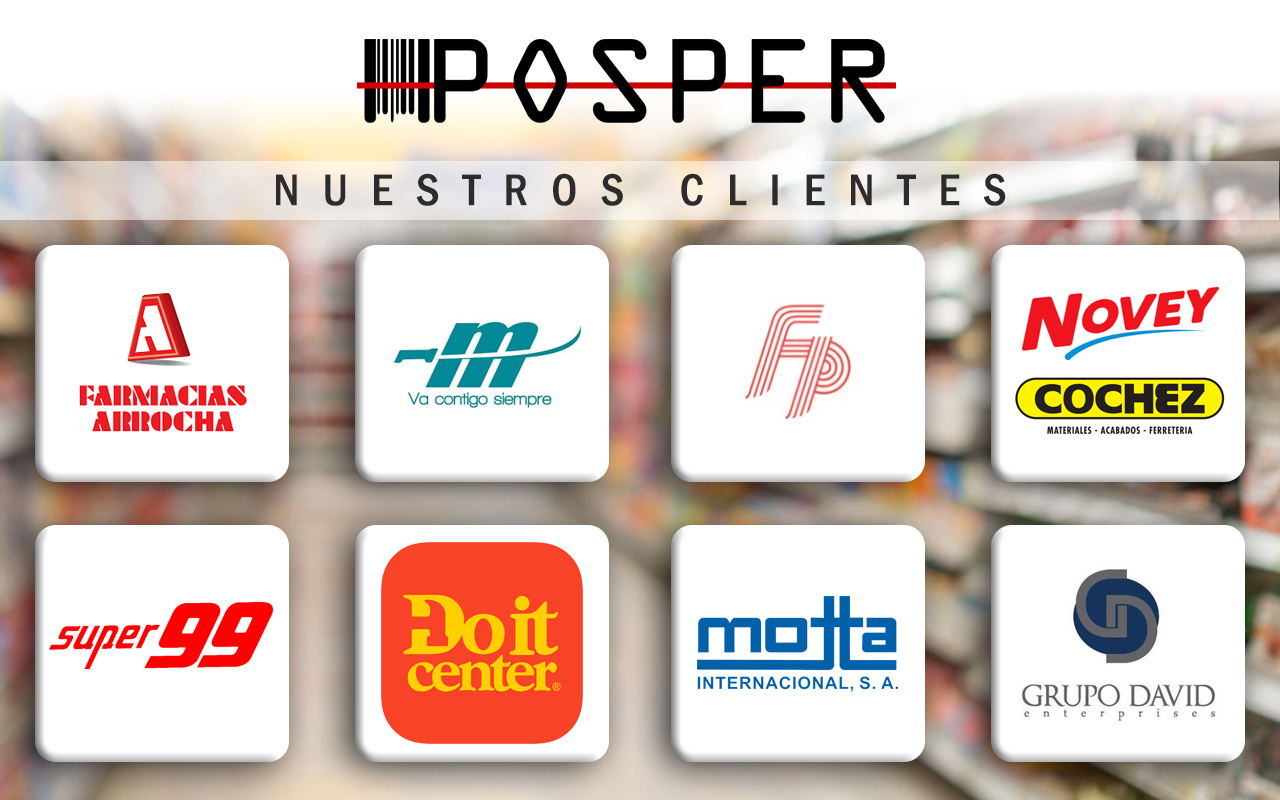 POSPER
NUESTROS CLIENTES
A
FARMACIAS
ARROCHA
m
Va contigo siempre
FP
NOVEY
COCHEZ
MATERIALES - ACABADOS - FERRETERIA
super 99
Do it
center®
motta
INTERNACIONAL, S. A.
GRUPO DAVID
enterprises